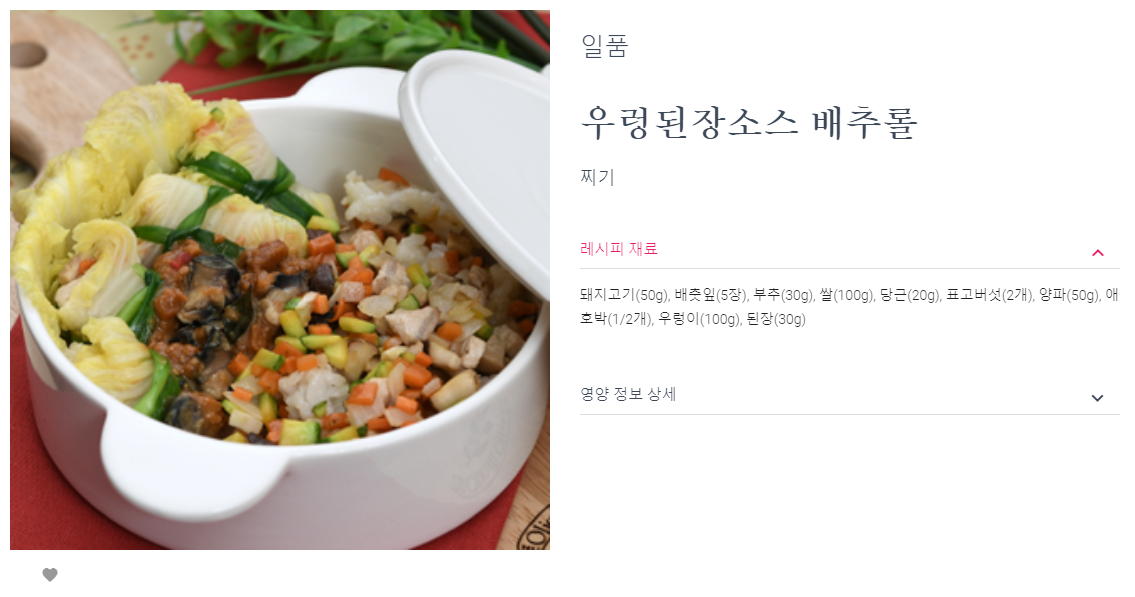 일품
우렁된장소스 배추롤
찌기
레시피 재료
돼지고기(50g), 배춧잎(5장), 부추(30g), 쌀(100g), 당근(20g), 표고버섯(2개), 양파(50g), 애
호박(1/2개), 우렁이(100g), 된장(30g)
영양 정보 상세